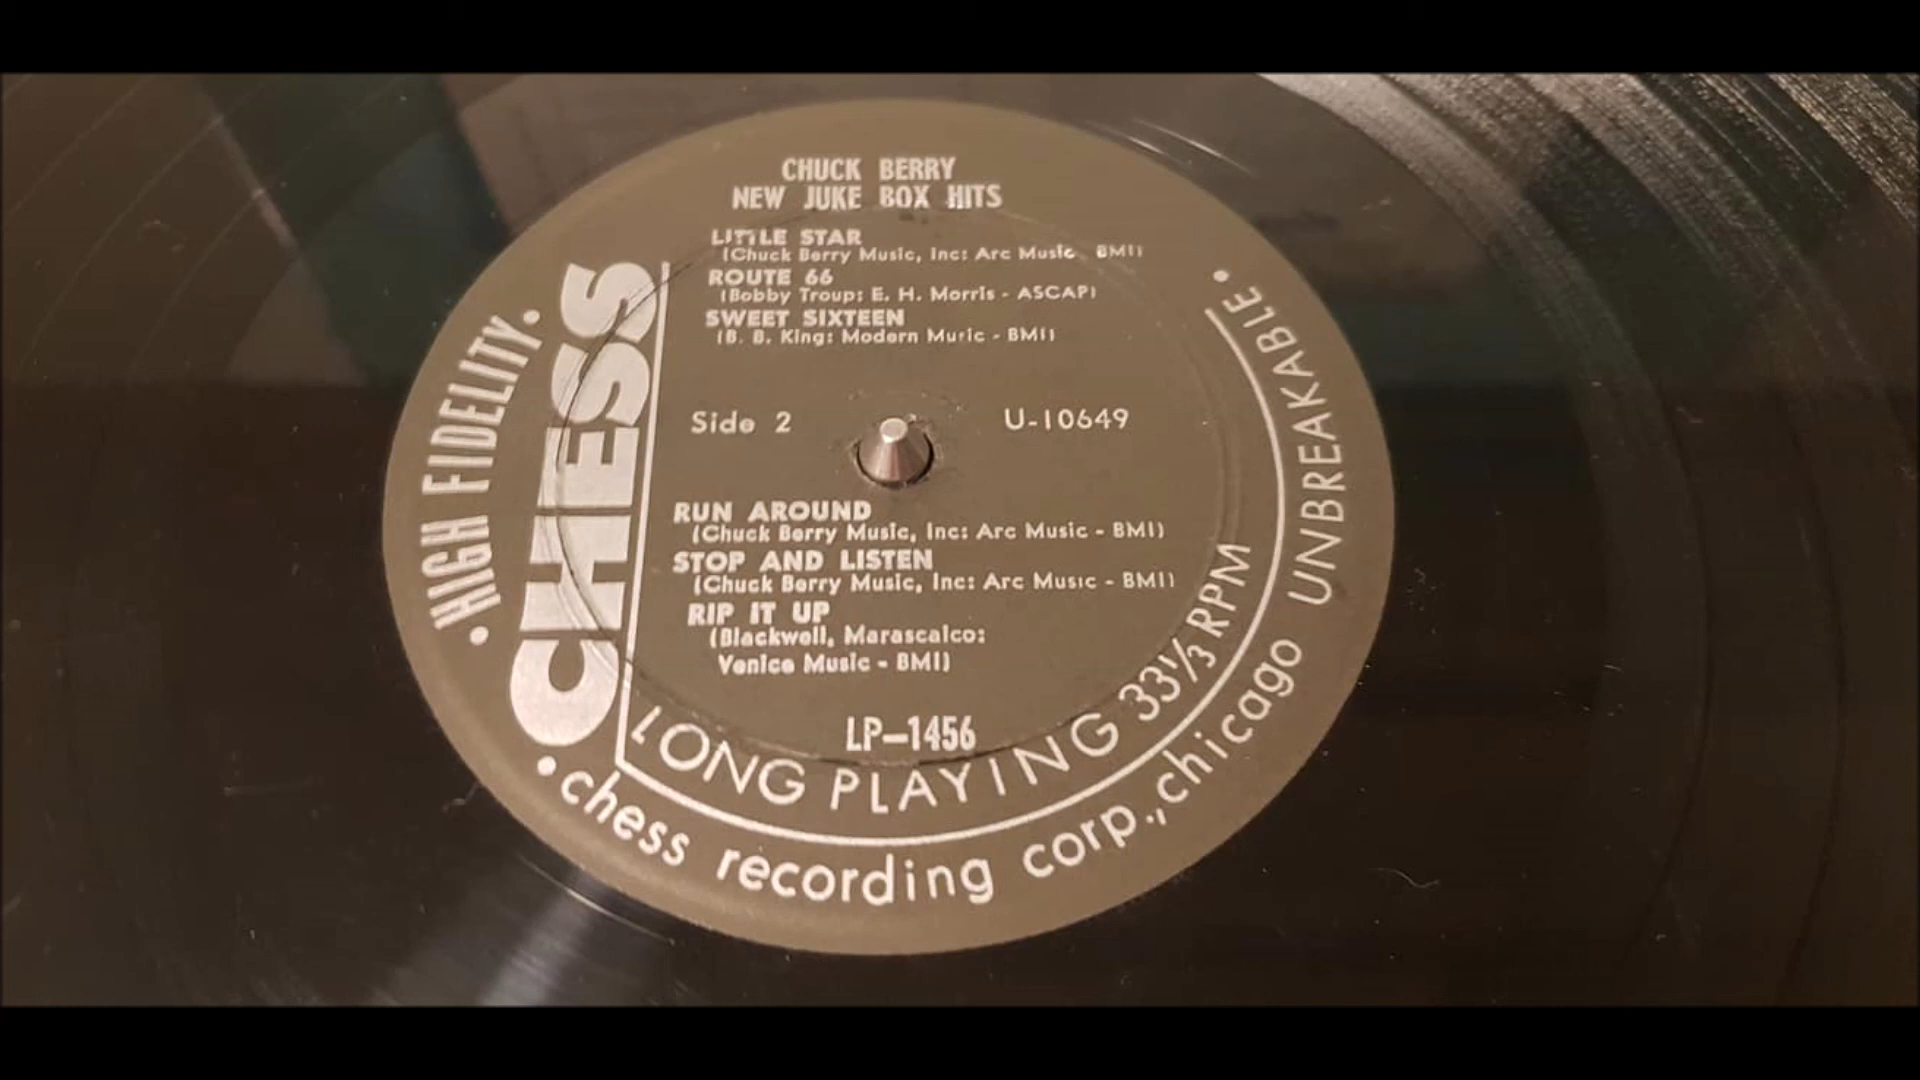 CHUCK BERRY
NEW JUKE BOX HITS
LITTLE STAR
(Chuck Berry Music, Inc: Arc Music - BMI)
ROUTE 66
(Bobby Troup: E. H. Morris - ASCAP)
SWEET SIXTEEN
(B. B. King: Modern Music - BMI)
Side 2 U-10649
RUN AROUND
(Chuck Berry Music, Inc: Arc Music - BMI)
STOP AND LISTEN
(Chuck Berry Music, Inc: Arc Music - BMI)
RIP IT UP
(Blackwell, Marascalco:
Venice Music - BMI)
LP-1456
LONG PLAYING 33 1/3 RPM
• HIGH FIDELITY •
CHESS
• chess recording corp., chicago UNBREAKABLE •